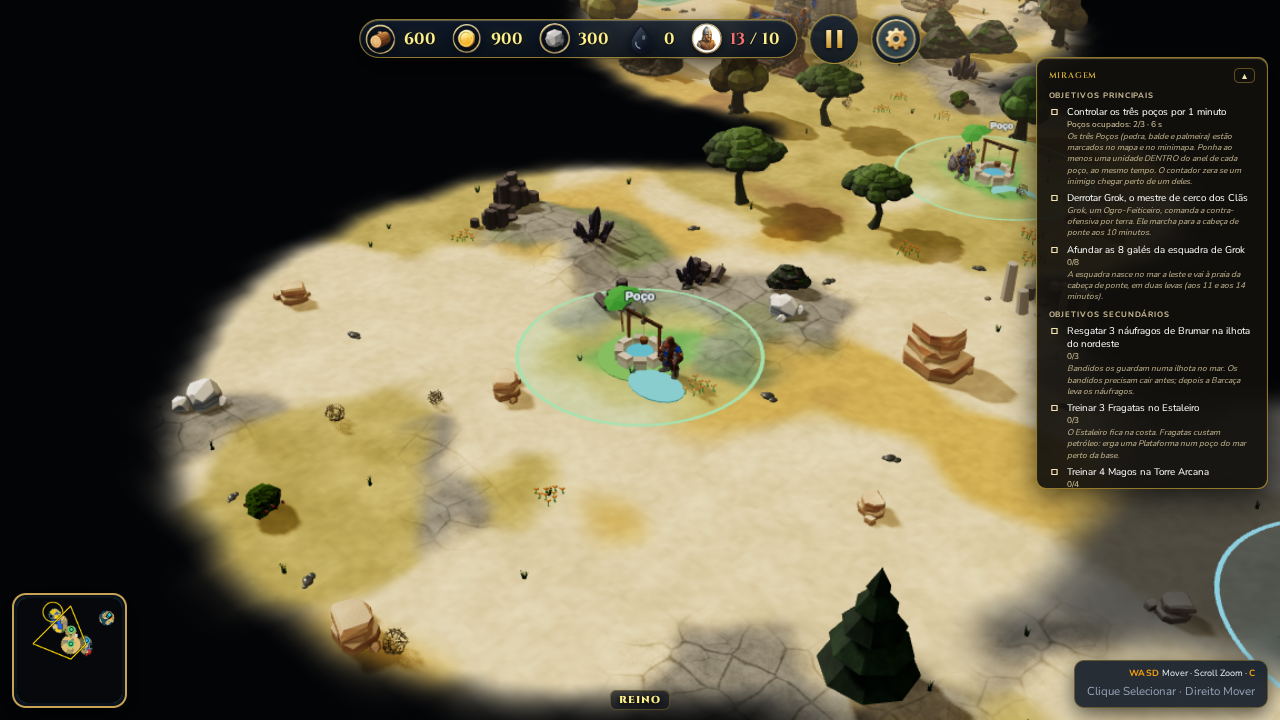 600
900
300
0
13 / 10
MIRAGEM
▲
OBJETIVOS PRINCIPAIS
Controlar os três poços por 1 minuto
Poços ocupados: 2/3 · 6 s
Os três Poços (pedra, balde e palmeira) estão
marcados no mapa e no minimapa. Ponha ao
menos uma unidade DENTRO do anel de cada
poço, ao mesmo tempo. O contador zera se um
inimigo chegar perto de um deles.
Derrotar Grok, o mestre de cerco dos Clãs
Grok, um Ogro-Feiticeiro, comanda a contra-
ofensiva por terra. Ele marcha para a cabeça de
ponte aos 10 minutos.
Afundar as 8 galés da esquadra de Grok
0/8
A esquadra nasce no mar a leste e vai à praia da
cabeça de ponte, em duas levas (aos 11 e aos 14
minutos).
OBJETIVOS SECUNDÁRIOS
Resgatar 3 náufragos de Brumar na ilhota
do nordeste
0/3
Bandidos os guardam numa ilhota no mar. Os
bandidos precisam cair antes; depois a Barcaça
leva os náufragos.
Treinar 3 Fragatas no Estaleiro
0/3
O Estaleiro fica na costa. Fragatas custam
petróleo: erga uma Plataforma num poço do mar
perto da base.
Treinar 4 Magos na Torre Arcana
0/4
Poço
Poço
REINO
WASD Mover · Scroll Zoom · C
Clique Selecionar · Direito Mover